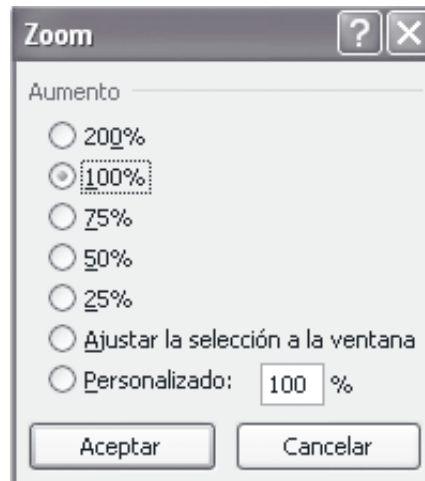 Zoom
Aumento
200%
100%
75%
50%
25%
Ajustar la selección a la ventana
Personalizado: 100 %
Aceptar Cancelar